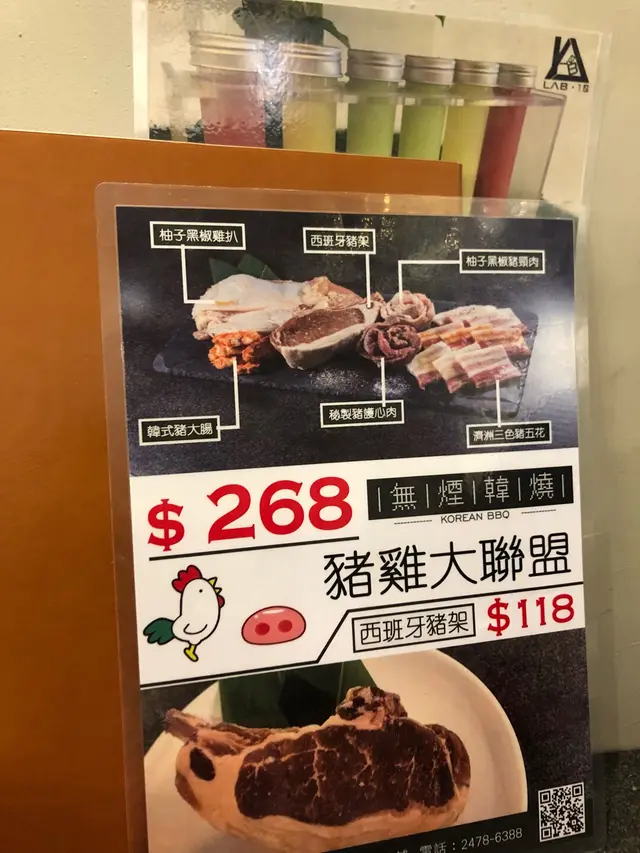 LAB·18
柚子黑椒雞扒
西班牙豬架
柚子黑椒豬頸肉
韓式豬大腸
秘製豬護心肉
濟洲三色豬五花
$ 268
無煙韓燒
KOREAN BBQ
豬雞大聯盟
西班牙豬架 $118
電話：2478-6388